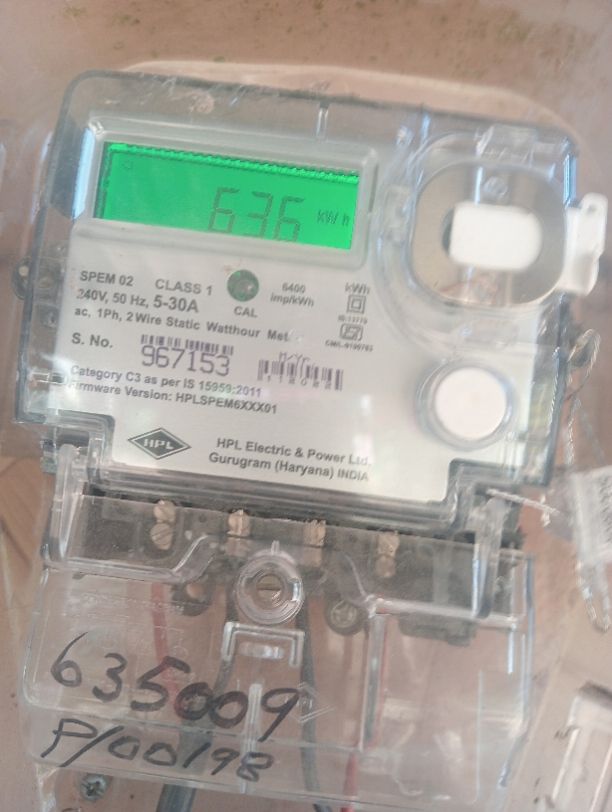 636 kWh
SPEM 02 CLASS 1 6400 imp/kWh kWh
240V, 50 Hz, 5-30A CAL
ac, 1Ph, 2 Wire Static Watthour
S. No. 967153 M/Yr.
Category C3 as per IS 15959:2011
Firmware Version: HPLSPEM6XXX01
HPL
HPL Electric & Power Ltd.
Gurugram (Haryana) INDIA
635009
P/00198